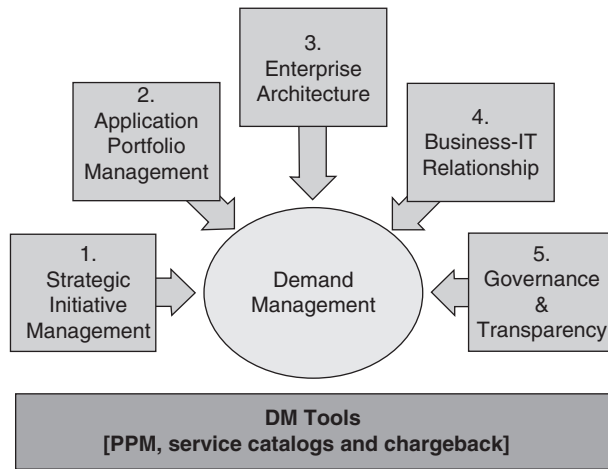 1.
Strategic
Initiative
Management
2.
Application
Portfolio
Management
3.
Enterprise
Architecture
4.
Business-IT
Relationship
5.
Governance
&
Transparency
Demand
Management
DM Tools
[PPM, service catalogs and chargeback]